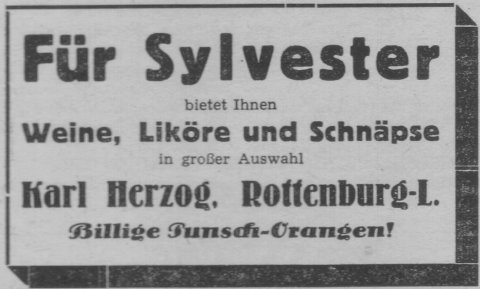 Für Sylvester
bietet Ihnen
Weine, Liköre und Schnäpse
in großer Auswahl
Karl Herzog, Rottenburg-L.
Billige Punsch-Orangen!